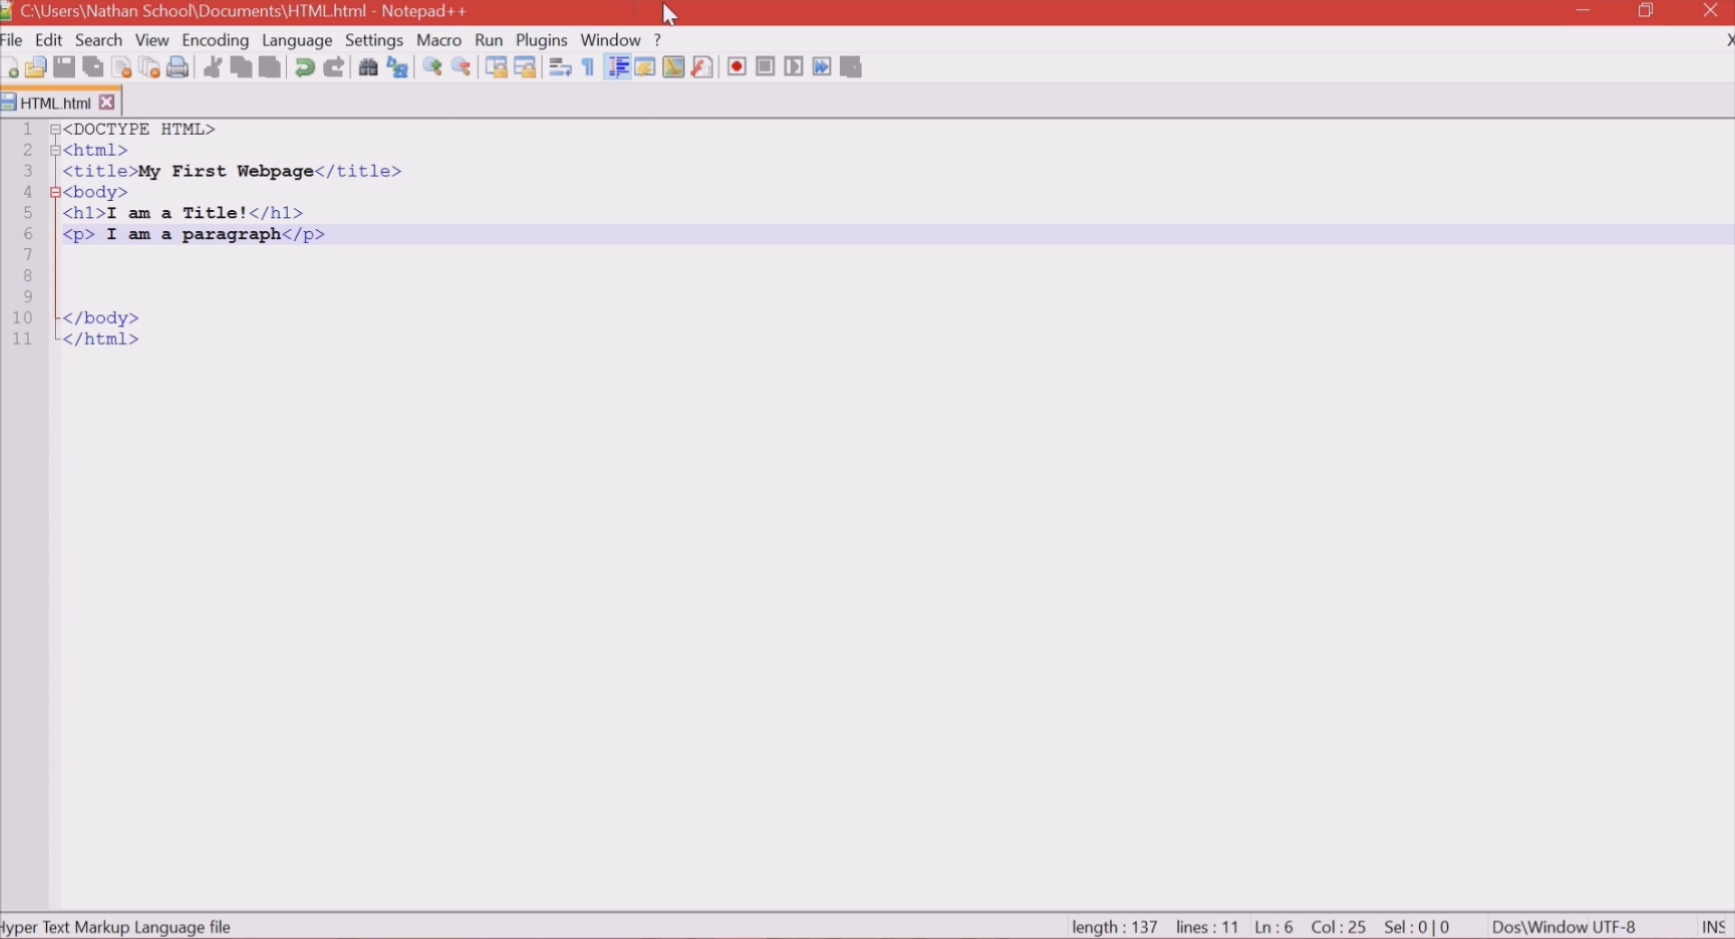 C:\Users\Nathan School\Documents\HTML.html - Notepad++
File Edit Search View Encoding Language Settings Macro Run Plugins Window ? X
HTML.html
1 <DOCTYPE HTML>
2 <html>
3 <title>My First Webpage</title>
4 <body>
5 <h1>I am a Title!</h1>
6 <p> I am a paragraph</p>
7
8
9
10 </body>
11 </html>
Hyper Text Markup Language file length : 137 lines : 11 Ln : 6 Col : 25 Sel : 0 | 0 Dos\Window UTF-8 INS